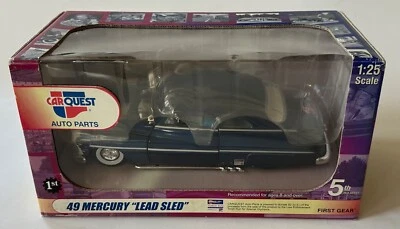 CARQUEST
AUTO PARTS
1:25
Scale
1st
Recommended for ages 8 and over.
49 MERCURY "LEAD SLED"
5th
FIRST GEAR